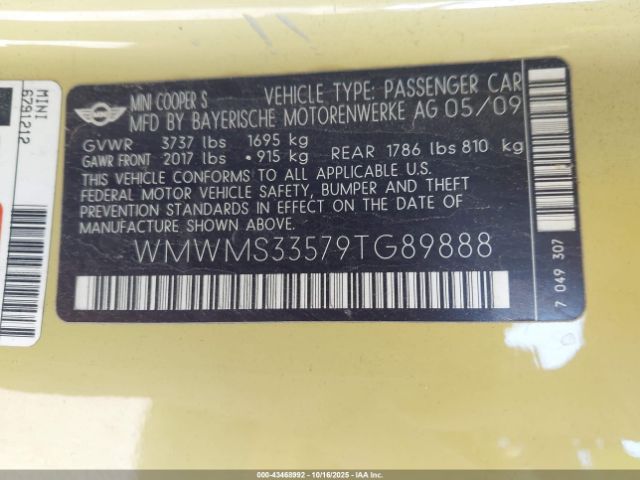 MINI
6291212
MINI COOPER S VEHICLE TYPE: PASSENGER CAR
MFD BY BAYERISCHE MOTORENWERKE AG 05/09
GVWR 3737 lbs 1695 kg
GAWR FRONT 2017 lbs •915 kg REAR 1786 lbs 810 kg
THIS VEHICLE CONFORMS TO ALL APPLICABLE
FEDERAL MOTOR VEHICLE SAFETY, BUMPER AND THEFT
PREVENTION STANDARDS IN EFFECT ON THE DATE OF
MANUFACTURE SHOWN ABOVE.
WMWMS33579TG89888
7 049 307
000-43468992 - 10/16/2025 - IAA, Inc.